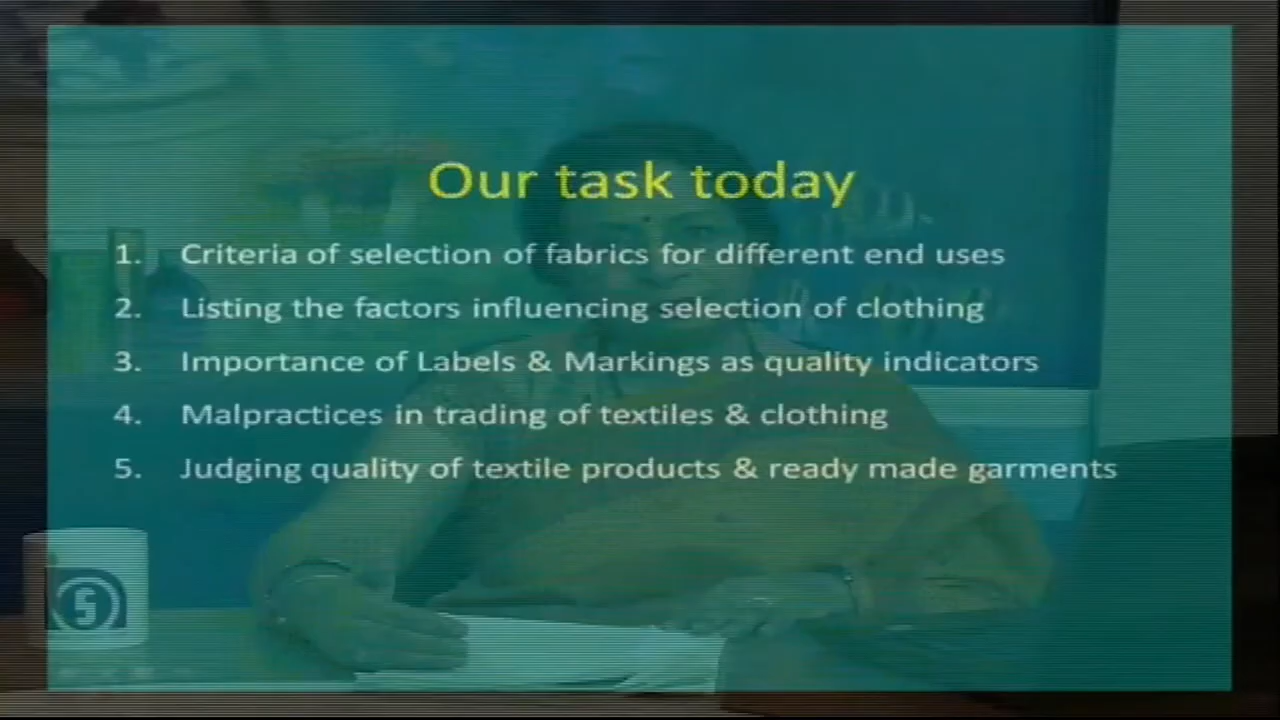 Our task today
1. Criteria of selection of fabrics for different end uses
2. Listing the factors influencing selection of clothing
3. Importance of Labels & Markings as quality indicators
4. Malpractices in trading of textiles & clothing
5. Judging quality of textile products & ready made garments